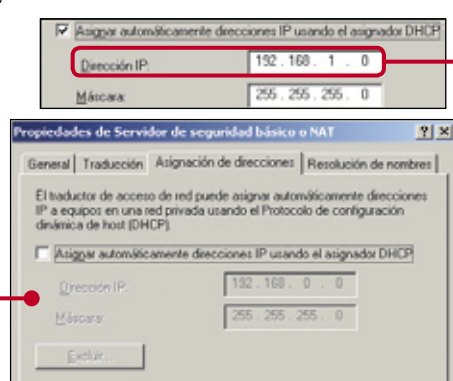 Asignar automáticamente direcciones IP usando el asignador DHCP
Dirección IP: 192 . 168 . 1 . 0
Máscara: 255 . 255 . 255 . 0
Propiedades de Servidor de seguridad básico o NAT
General Traducción Asignación de direcciones Resolución de nombres
El traductor de acceso de red puede asignar automáticamente direcciones
IP a equipos en una red privada usando el Protocolo de configuración
dinámica de host (DHCP).
Asignar automáticamente direcciones IP usando el asignador DHCP
Dirección IP: 192 . 168 . 0 . 0
Máscara: 255 . 255 . 255 . 0
Excluir...